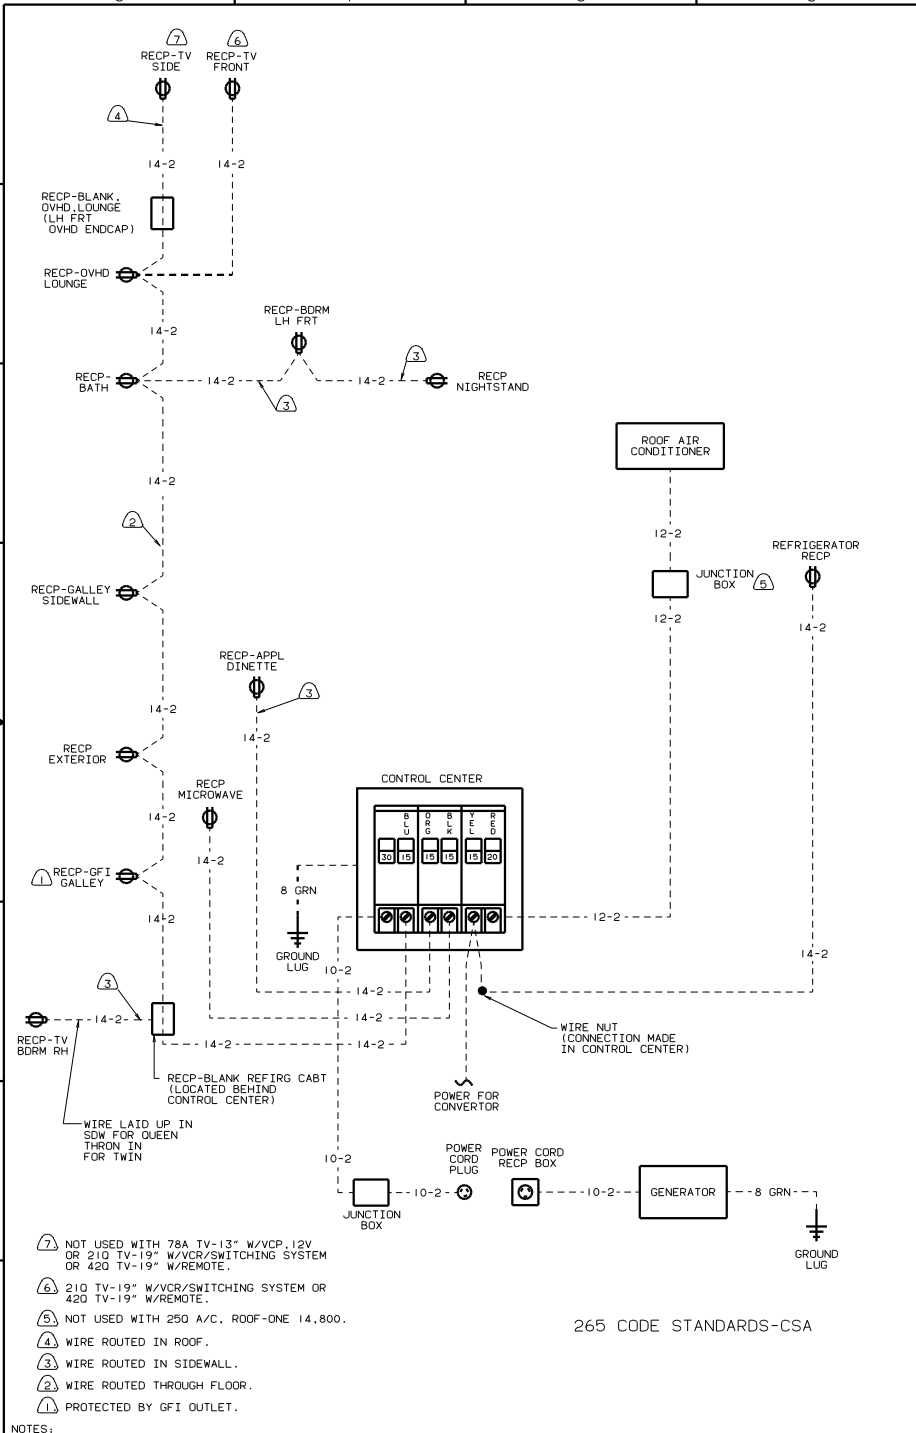 7
6
RECP-TV
SIDE
RECP-TV
FRONT
4
14-2
14-2
RECP-BLANK,
OVHD.LOUNGE
(LH FRT
OVHD ENDCAP)
RECP-OVHD
LOUNGE
14-2
RECP-BDRM
LH FRT
3
RECP-
BATH
14-2
14-2
RECP
NIGHTSTAND
3
ROOF AIR
CONDITIONER
14-2
2
12-2
REFRIGERATOR
RECP
JUNCTION
BOX
5
RECP-GALLEY
SIDEWALL
12-2
14-2
RECP-APPL
DINETTE
3
14-2
14-2
RECP
EXTERIOR
RECP
MICROWAVE
CONTROL CENTER
14-2
BLU
ORG
BLK
YEL
RED
30
15
15
15
15
20
14-2
1
RECP-GFI
GALLEY
8 GRN
14-2
12-2
GROUND
LUG
10-2
14-2
3
14-2
14-2
14-2
RECP-TV
BDRM RH
14-2
14-2
WIRE NUT
(CONNECTION MADE
IN CONTROL CENTER)
RECP-BLANK REFIRG CABT
(LOCATED BEHIND
CONTROL CENTER)
POWER FOR
CONVERTOR
WIRE LAID UP IN
SDW FOR QUEEN
THRON IN
FOR TWIN
10-2
POWER
CORD
PLUG
POWER CORD
RECP BOX
10-2
10-2
GENERATOR
8 GRN
JUNCTION
BOX
GROUND
LUG
7. NOT USED WITH 78A TV-13" W/VCP,12V
OR 21Q TV-19" W/VCR/SWITCHING SYSTEM
OR 42Q TV-19" W/REMOTE.
6. 21Q TV-19" W/VCR/SWITCHING SYSTEM OR
42Q TV-19" W/REMOTE.
5. NOT USED WITH 25Q A/C, ROOF-ONE 14,800.
4. WIRE ROUTED IN ROOF.
3. WIRE ROUTED IN SIDEWALL.
2. WIRE ROUTED THROUGH FLOOR.
1. PROTECTED BY GFI OUTLET.
NOTES:
265 CODE STANDARDS-CSA